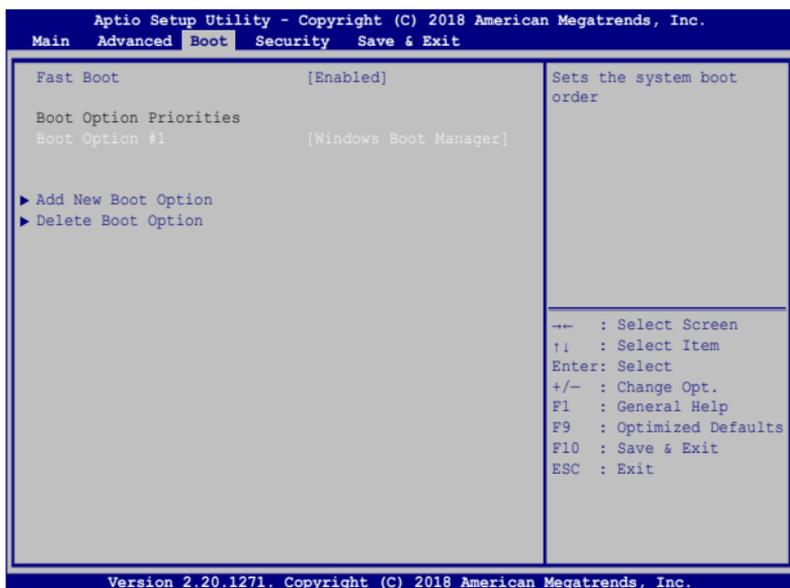 Aptio Setup Utility - Copyright (C) 2018 American Megatrends, Inc.
Main Advanced Boot Security Save & Exit
Fast Boot [Enabled]
Boot Option Priorities
Boot Option #1 [Windows Boot Manager]
▶ Add New Boot Option
▶ Delete Boot Option
Sets the system boot
order
→← : Select Screen
↑↓ : Select Item
Enter: Select
+/— : Change Opt.
F1 : General Help
F9 : Optimized Defaults
F10 : Save & Exit
ESC : Exit
Version 2.20.1271. Copyright (C) 2018 American Megatrends, Inc.